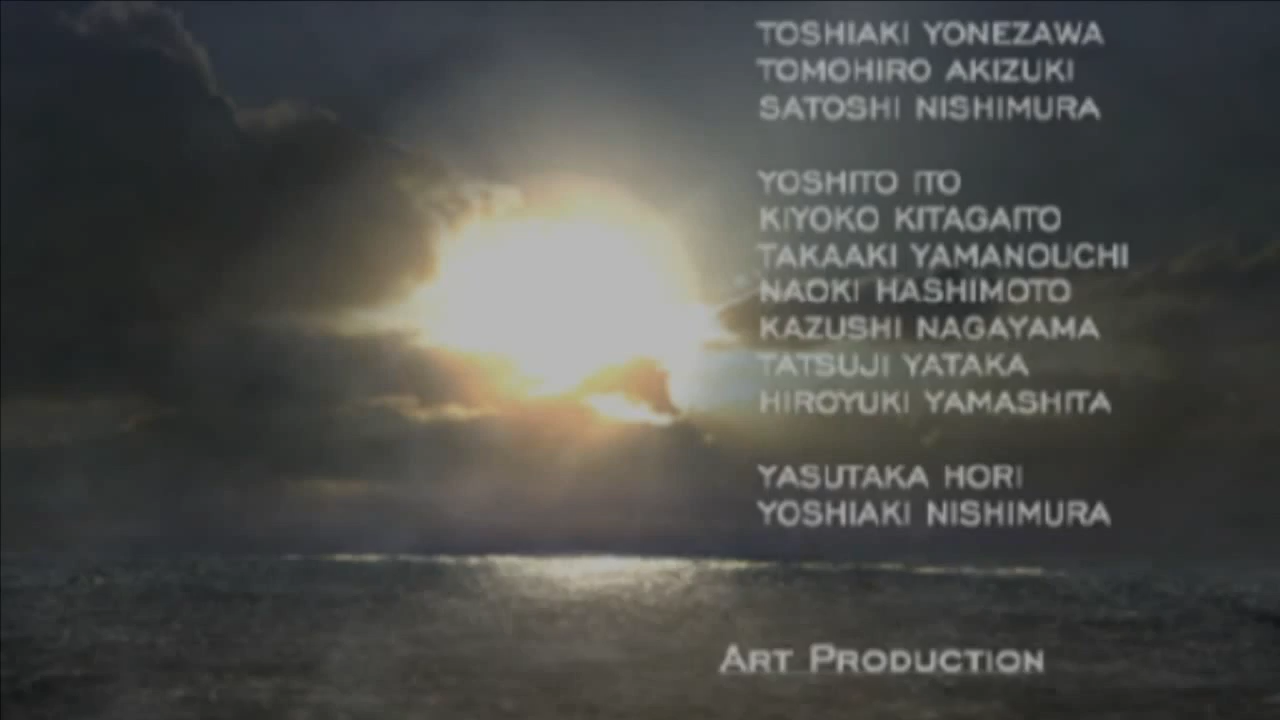 TOSHIAKI YONEZAWA
TOMOHIRO AKIZUKI
SATOSHI NISHIMURA
YOSHITO ITO
KIYOKO KITAGAITO
TAKAAKI YAMANOUCHI
NAOKI HASHIMOTO
KAZUSHI NAGAYAMA
TATSUJI YATAKA
HIROYUKI YAMASHITA
YASUTAKA HORI
YOSHIAKI NISHIMURA
ART PRODUCTION